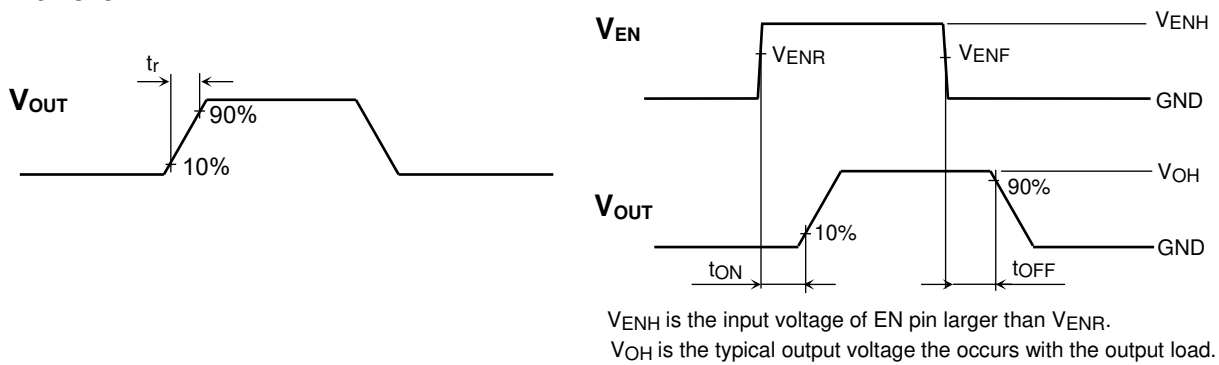 tr
VOUT
90%
10%
VEN
VENH
VENR
VENF
GND
VOH
90%
VOUT
10%
GND
tON
tOFF
VENH is the input voltage of EN pin larger than VENR.
VOH is the typical output voltage the occurs with the output load.